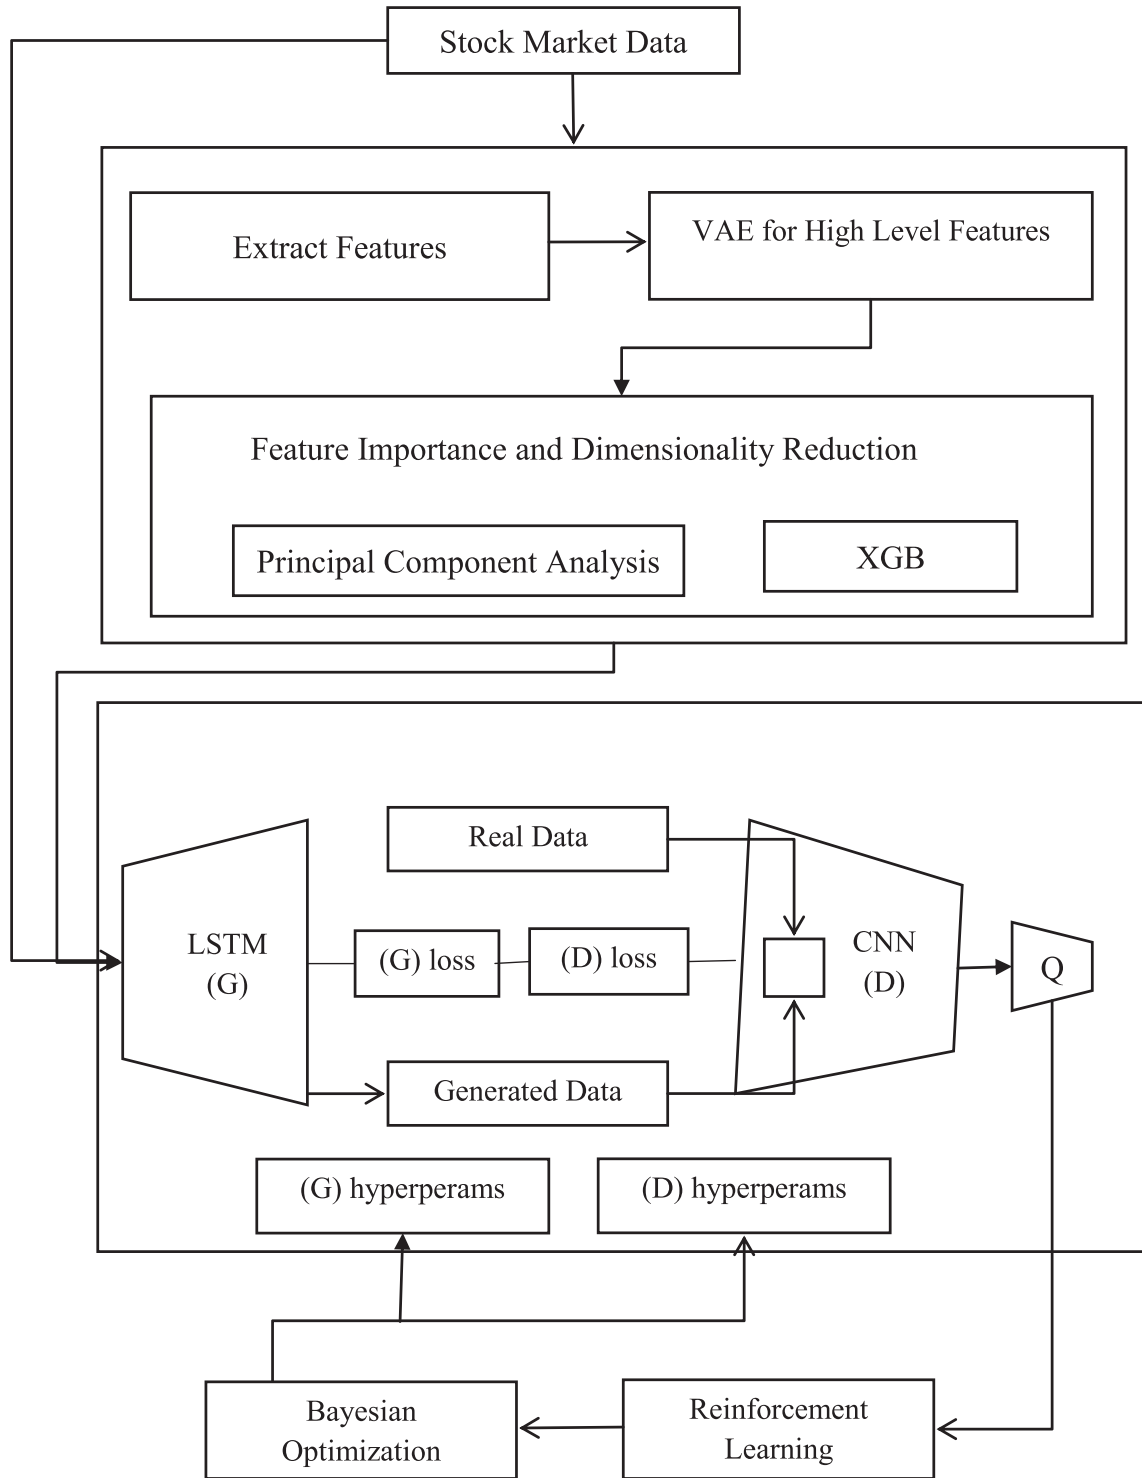 Stock Market Data
Extract Features
VAE for High Level Features
Feature Importance and Dimensionality Reduction
Principal Component Analysis
XGB
Real Data
LSTM
(G)
(G) loss
(D) loss
CNN
(D)
Q
Generated Data
(G) hyperperams
(D) hyperperams
Bayesian
Optimization
Reinforcement
Learning